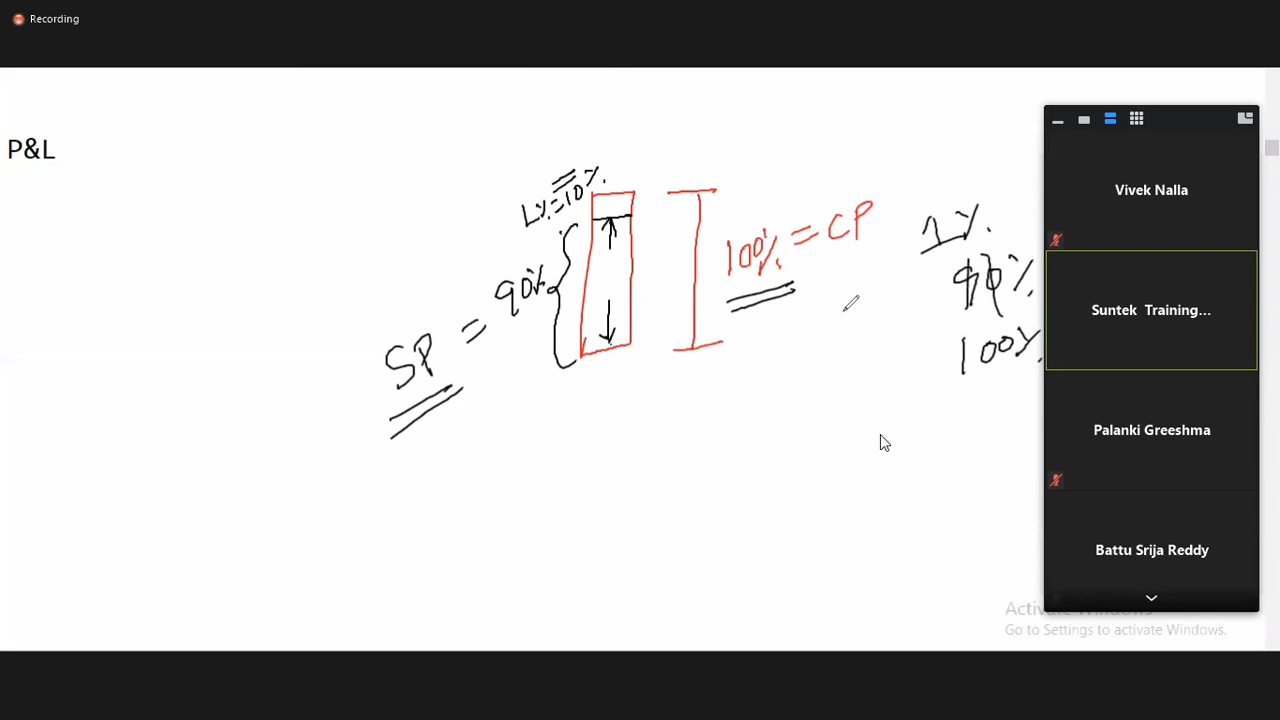 Recording
P&L
L%=10%
100% = CP
SP = 90%
1%
90%
100%
Vivek Nalla
Suntek Training...
Palanki Greeshma
Battu Srija Reddy
Activate Windows
Go to Settings to activate Windows.